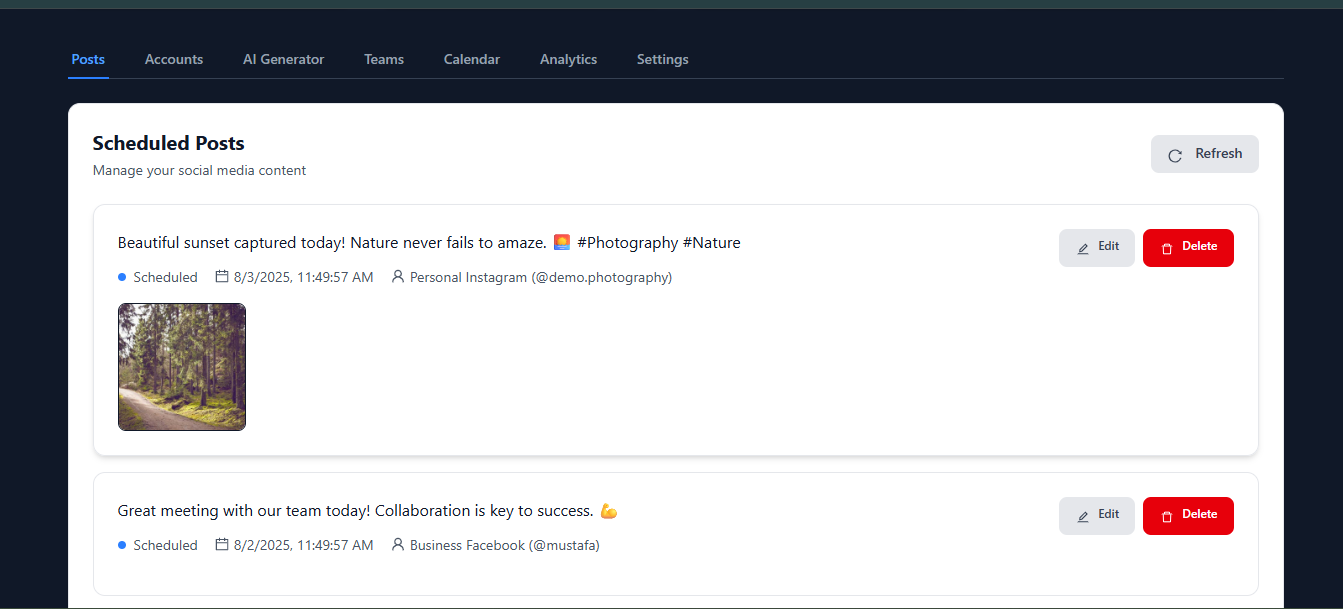 Posts Accounts AI Generator Teams Calendar Analytics Settings
Scheduled Posts
Manage your social media content
Refresh
Beautiful sunset captured today! Nature never fails to amaze. 🌅 #Photography #Nature
Edit Delete
Scheduled 8/3/2025, 11:49:57 AM Personal Instagram (@demo.photography)
Great meeting with our team today! Collaboration is key to success. 💪
Edit Delete
Scheduled 8/2/2025, 11:49:57 AM Business Facebook (@mustafa)